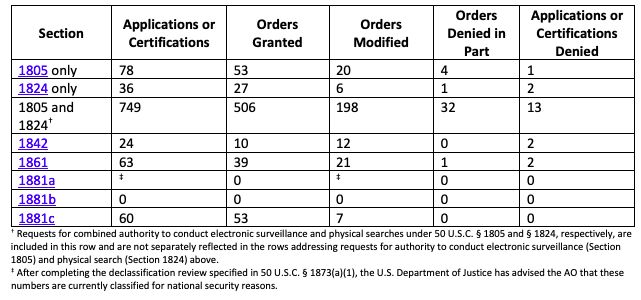 Section Applications or Certifications Orders Granted Orders Modified Orders Denied in Part Applications or Certifications Denied
1805 only 78 53 20 4 1
1824 only 36 27 6 1 2
1805 and 1824† 749 506 198 32 13
1842 24 10 12 0 2
1861 63 39 21 1 2
1881a ‡ 0 ‡ 0 0
1881b 0 0 0 0 0
1881c 60 53 7 0 0
† Requests for combined authority to conduct electronic surveillance and physical searches under 50 U.S.C. § 1805 and § 1824, respectively, are
included in this row and are not separately reflected in the rows addressing requests for authority to conduct electronic surveillance (Section
1805) and physical search (Section 1824) above.
‡ After completing the declassification review specified in 50 U.S.C. § 1873(a)(1), the U.S. Department of Justice has advised the AO that these
numbers are currently classified for national security reasons.